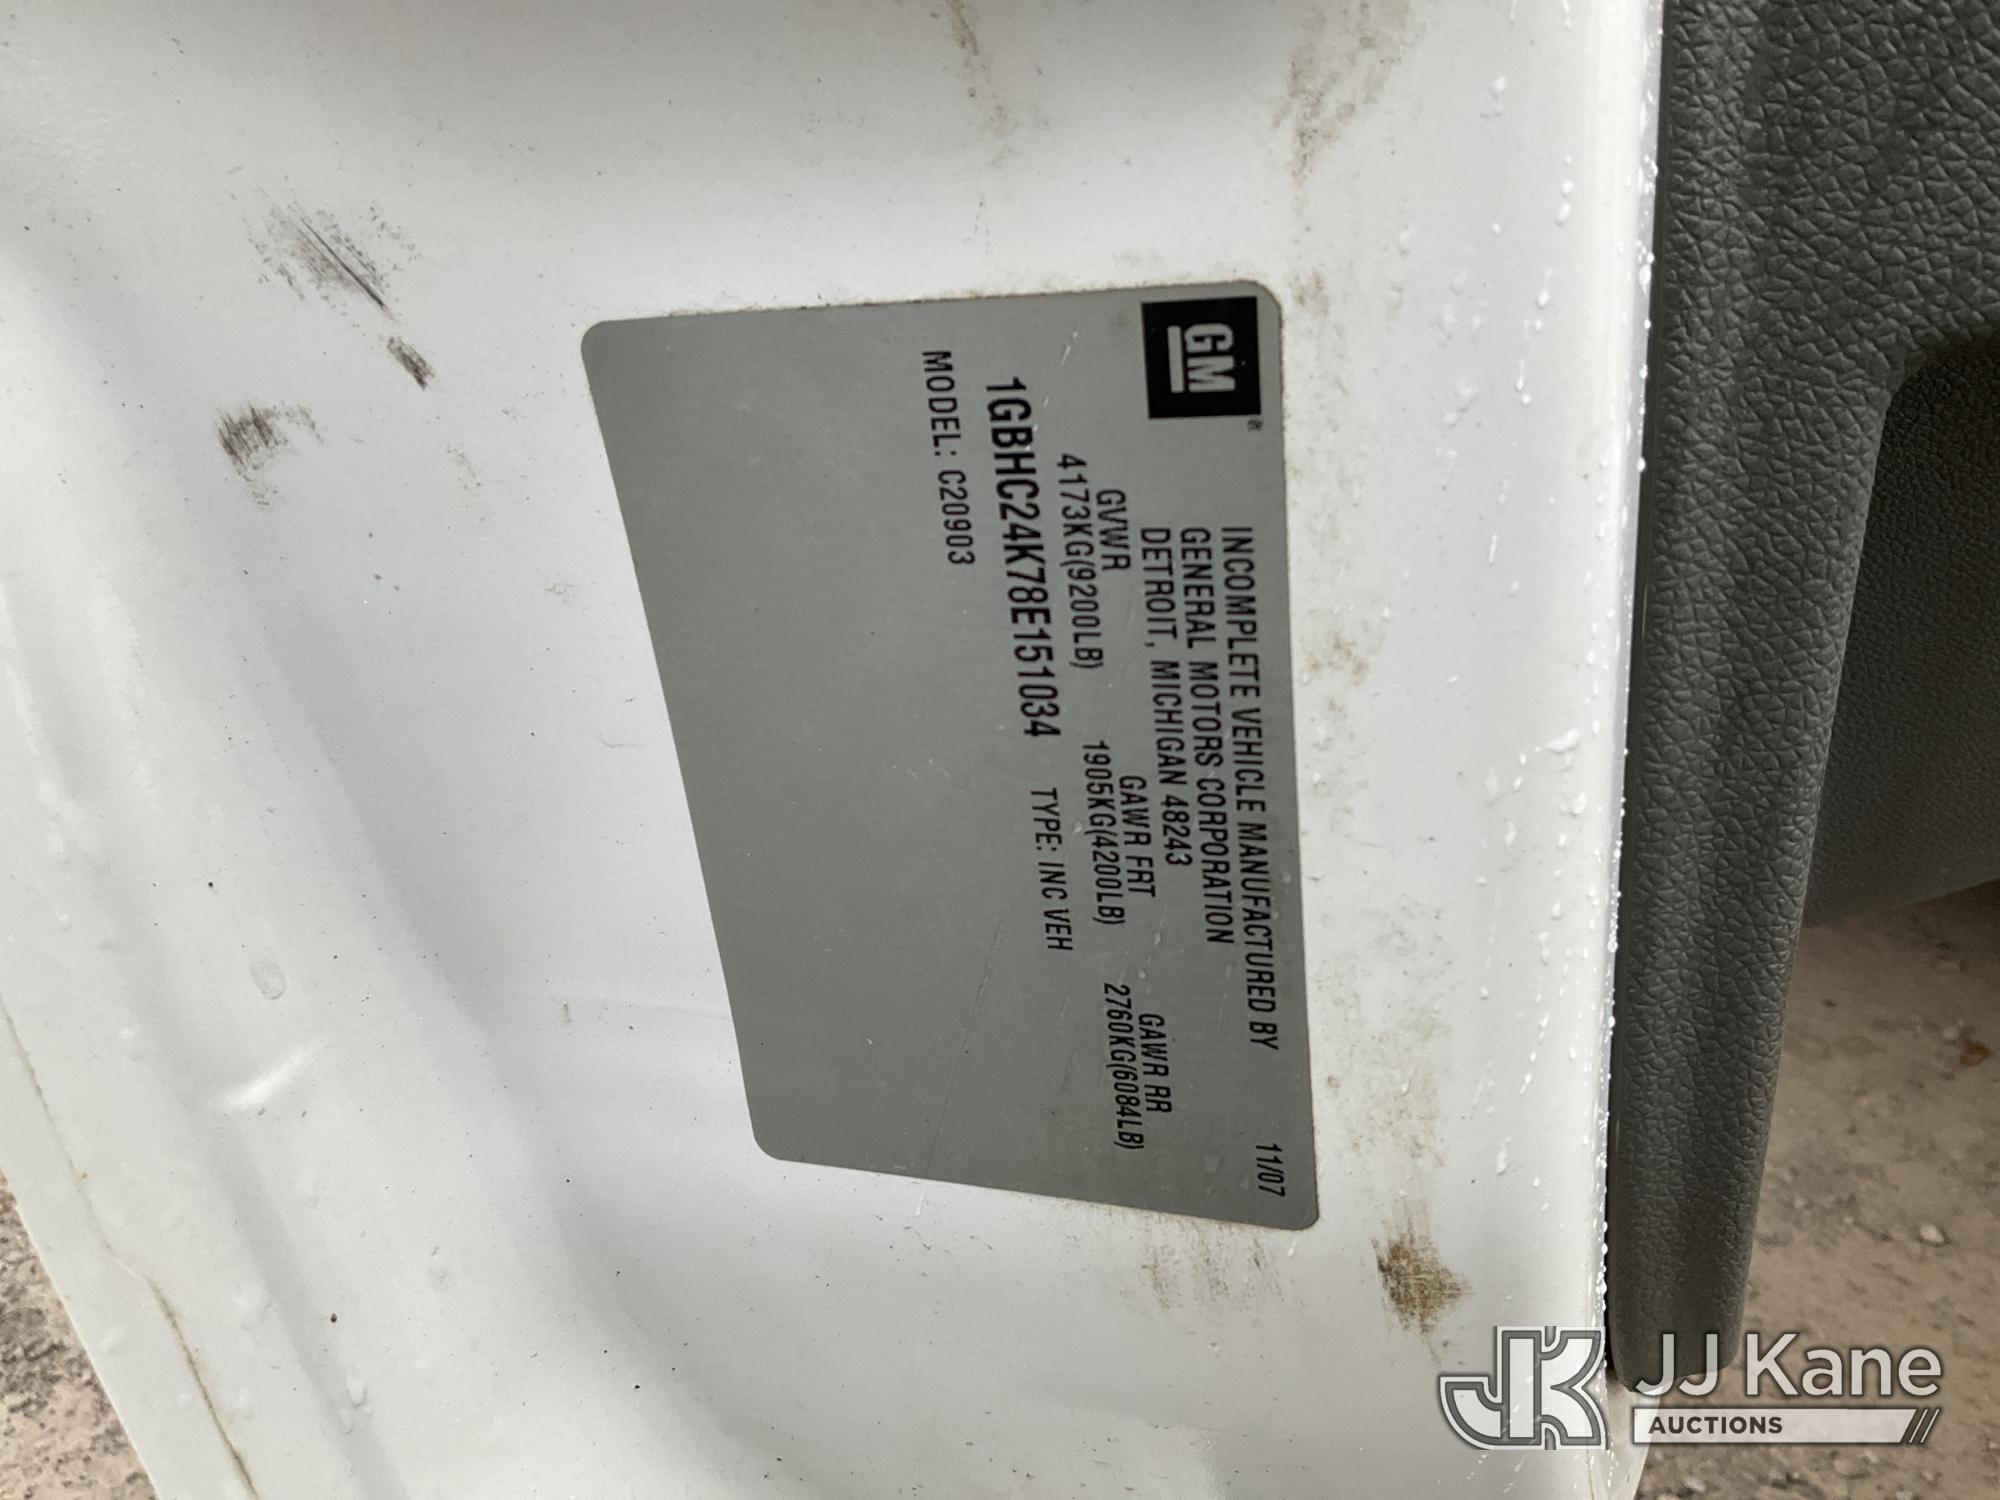 GM
INCOMPLETE VEHICLE MANUFACTURED BY 11/07
GENERAL MOTORS CORPORATION
DETROIT, MICHIGAN 48243
GVWR GAWR FRT GAWR RR
4173KG(9200LB) 1905KG(4200LB) 2760KG(6084LB)
1GBHC24K78E151034 TYPE: INC VEH
MODEL: C20903
JK JJ Kane
AUCTIONS